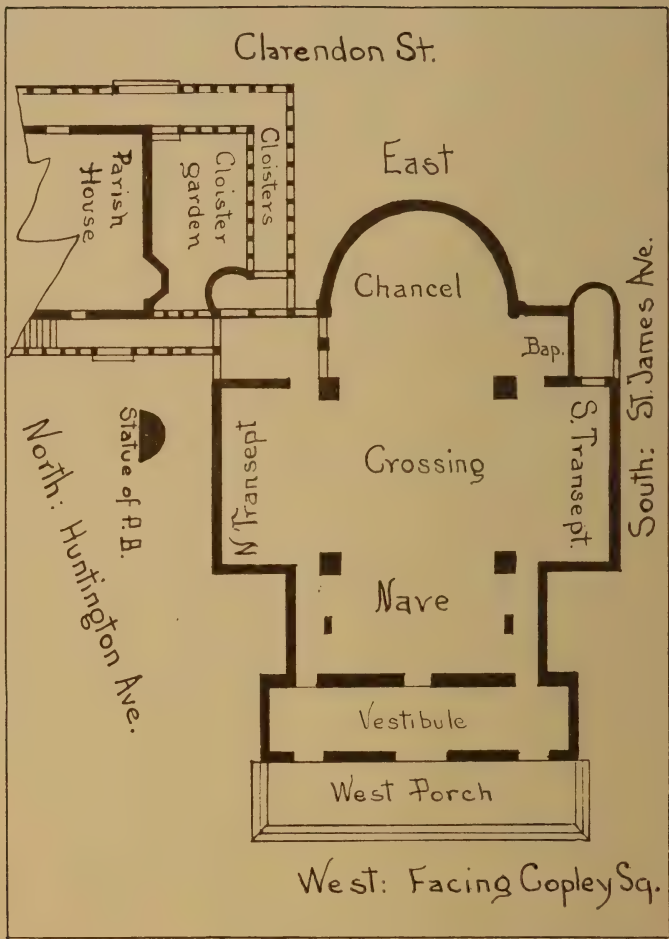 Clarendon St.
East
Cloisters
Cloister
garden
Parish
House
Chancel
Bap.
South: St. James Ave.
Statue of P.B.
North: Huntington Ave.
N Transept
Crossing
S. Transept.
Nave
Vestibule
West Porch
West: Facing Copley Sq.